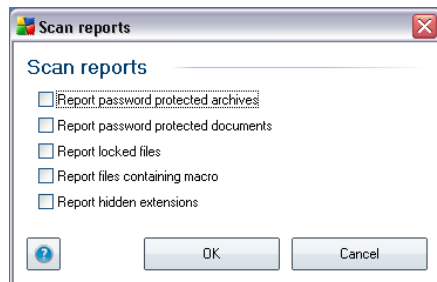 Scan reports
Scan reports
Report password protected archives
Report password protected documents
Report locked files
Report files containing macro
Report hidden extensions
? OK Cancel